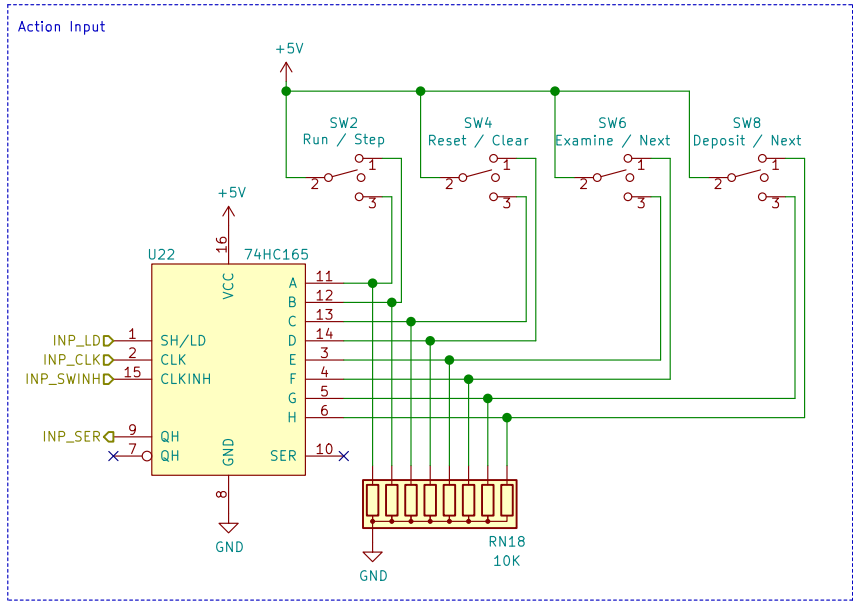 Action Input
+5V
SW2
Run / Step
SW4
Reset / Clear
SW6
Examine / Next
SW8
Deposit / Next
1
2
3
1
2
3
1
2
3
1
2
3
+5V
16
U22
74HC165
VCC
A
11
B
12
C
13
INP_LD
1
SH/LD
D
14
INP_CLK
2
CLK
E
3
INP_SWINH
15
CLKINH
F
4
G
5
H
6
INP_SER
9
QH
7
QH
GND
SER
10
8
GND
RN18
10K
GND